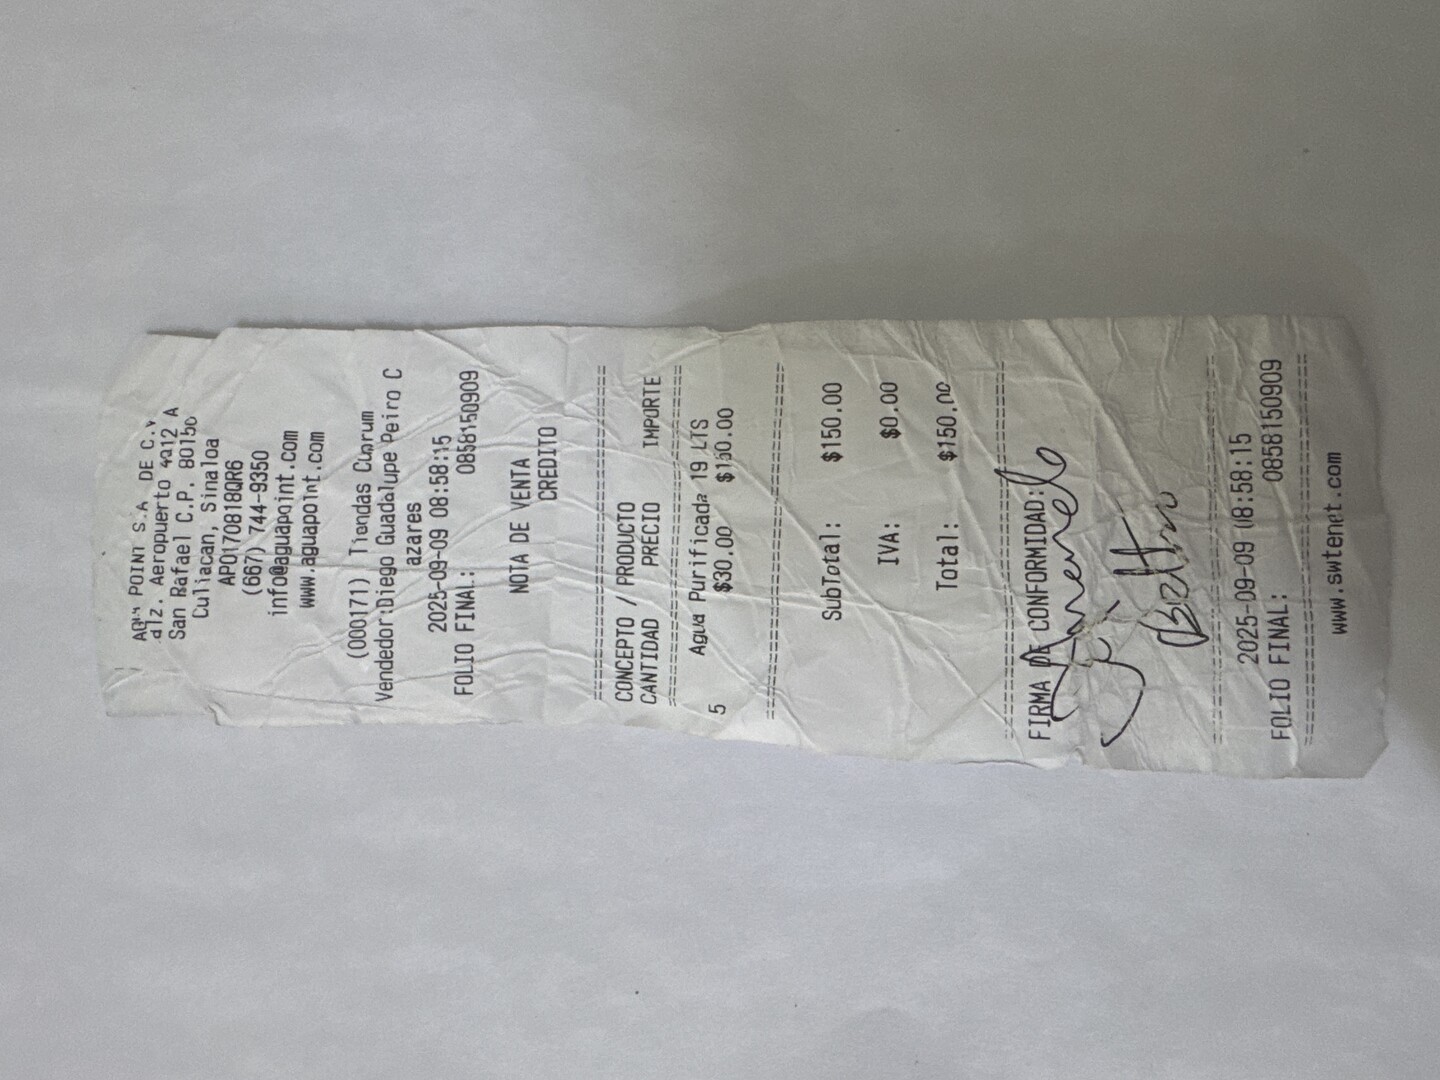 POINT S.A DE C.V
Aeropuerto 4212 A
San Rafael C.P. 80150
Culiacan, Sinaloa
APO170818QR6
(667) 744-9350
info@aguapoint.com
www.aguapoint.com
(000171) Tiendas
Vendedor:Diego Guadalupe Peiro C
azares
2025-09-09 08:58:15
FOLIO FINAL: 0858150909
NOTA DE VENTA
CREDITO
================================
CONCEPTO / PRODUCTO
CANTIDAD PRECIO IMPORTE
================================
Agua Purificada 19 LTS
5 $30.00 $150.00
================================
SubTotal: $150.00
IVA: $0.00
Total: $150.00
================================
FIRMA DE CONFORMIDAD:
================================
2025-09-09 08:58:15
FOLIO FINAL: 0858150909
================================
www.swtenet.com